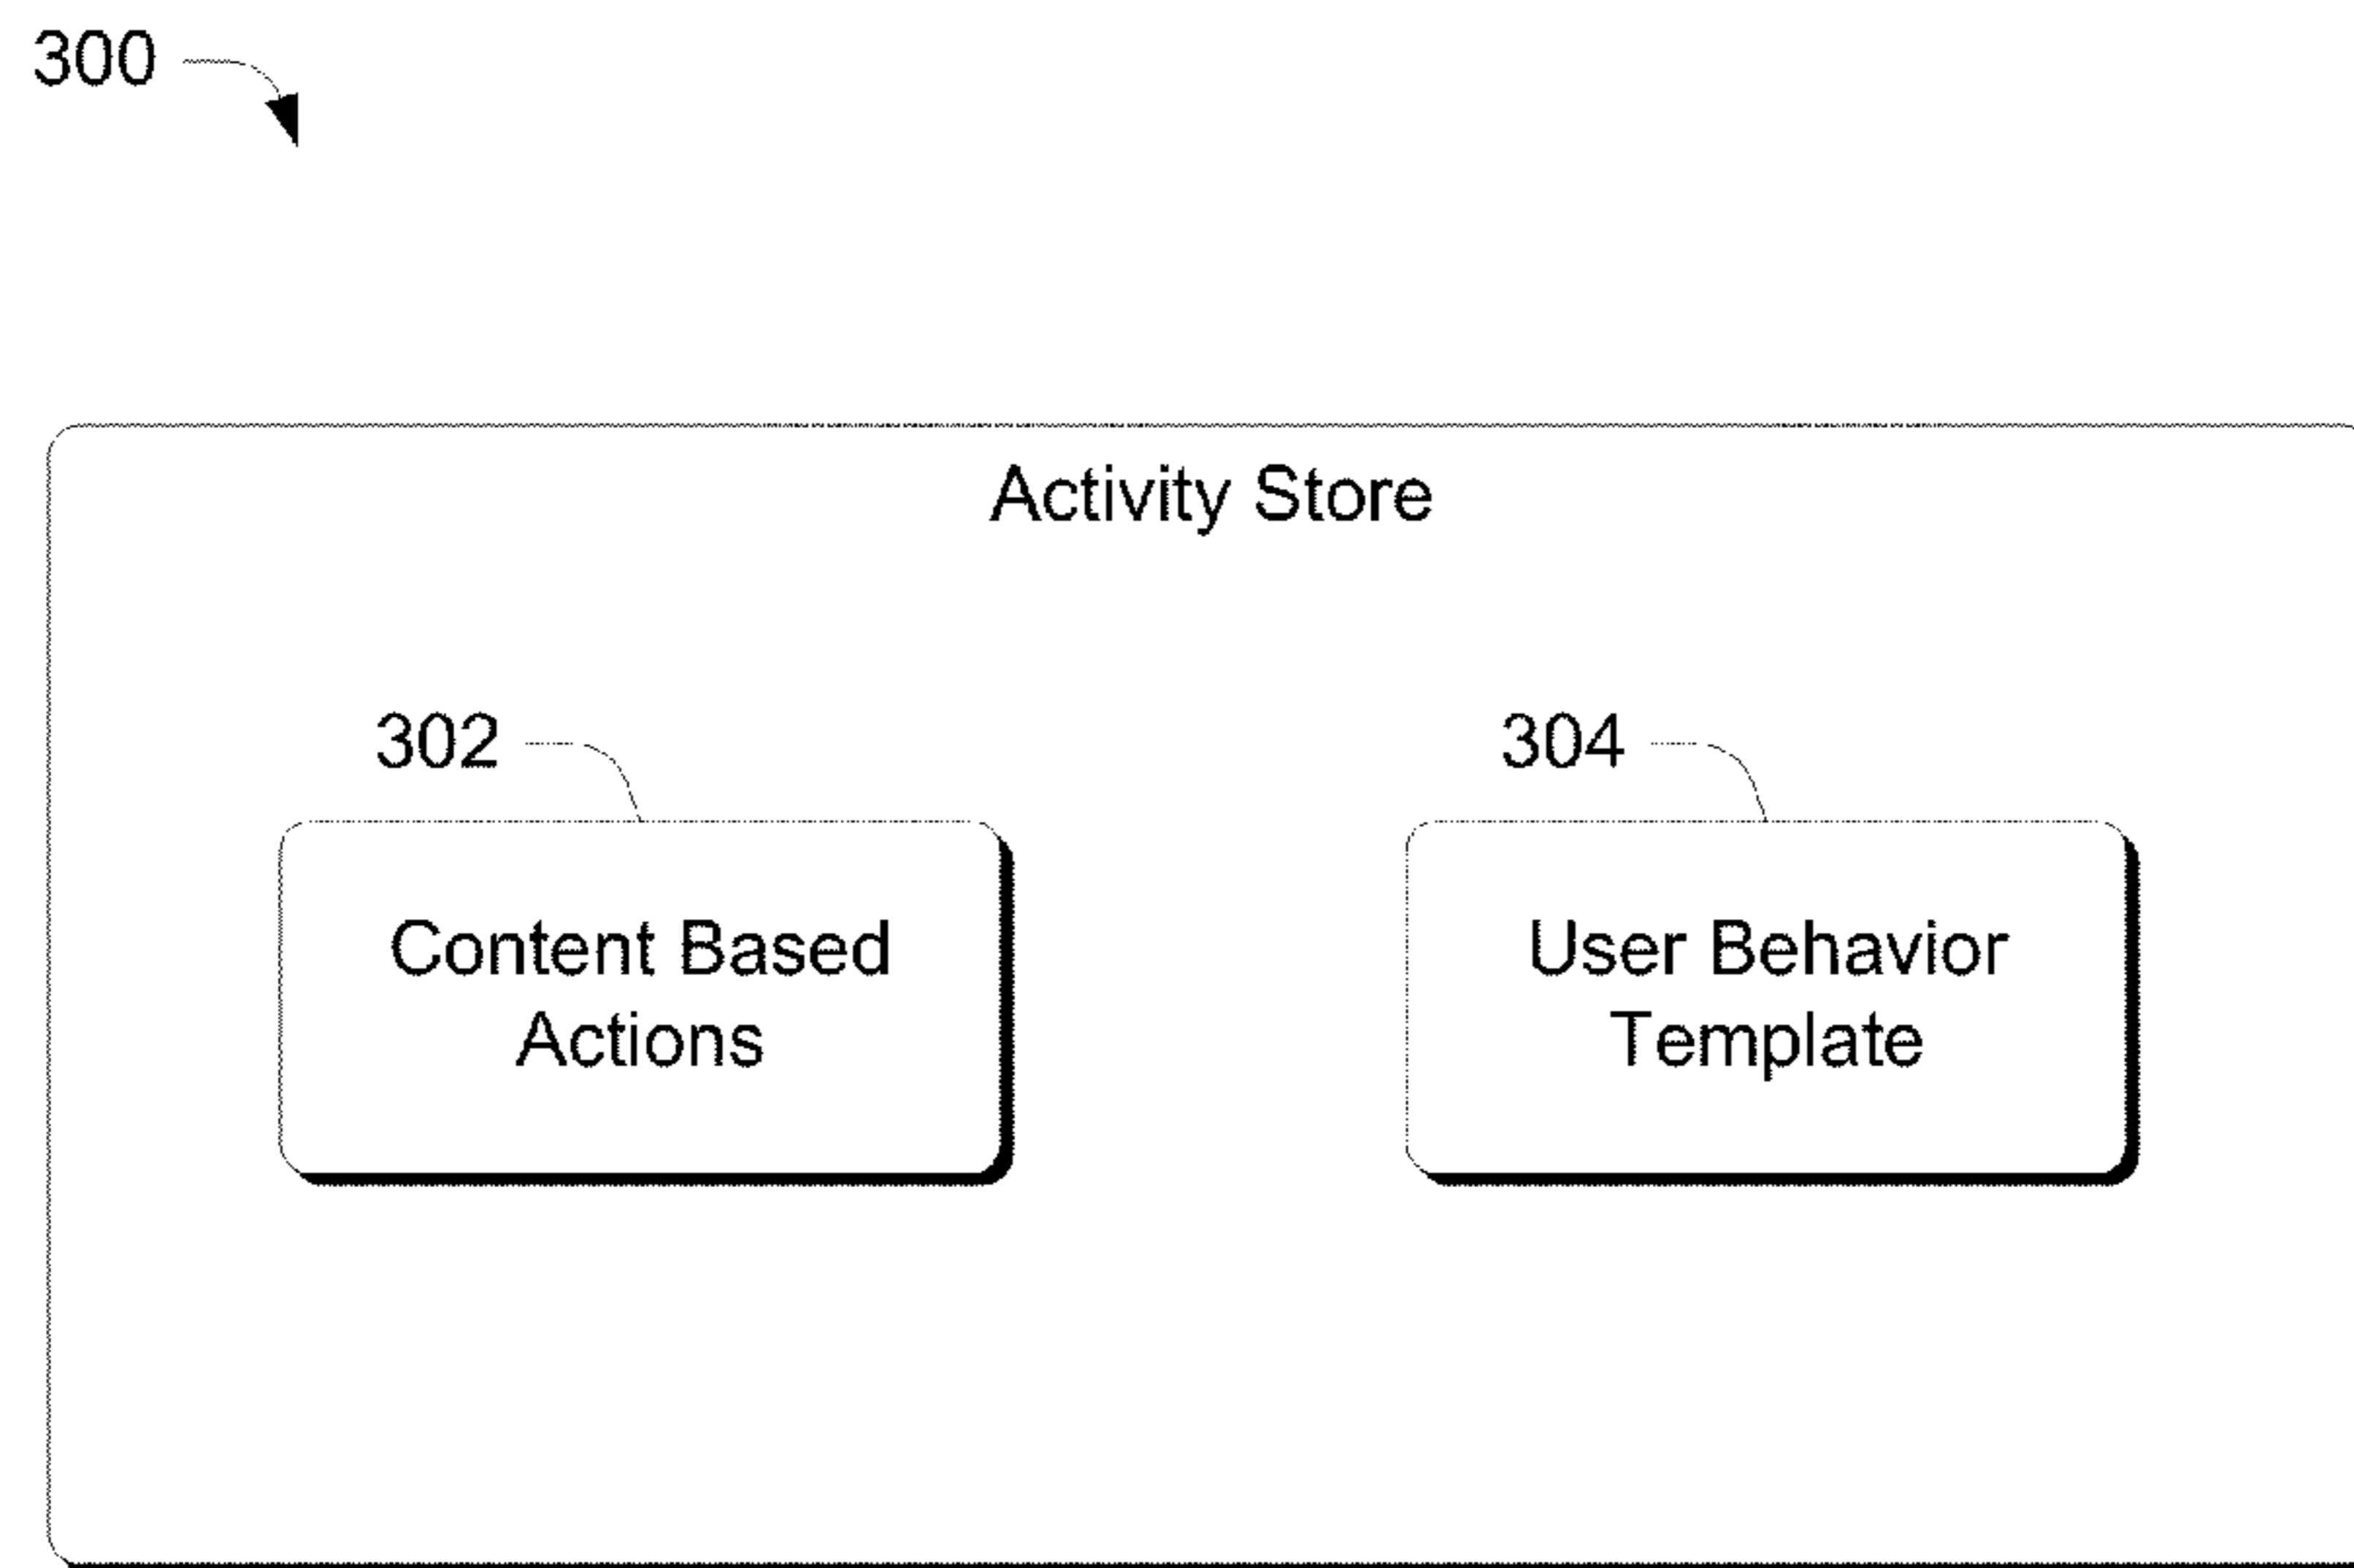 300
Activity Store
302
304
Content Based
Actions
User Behavior
Template